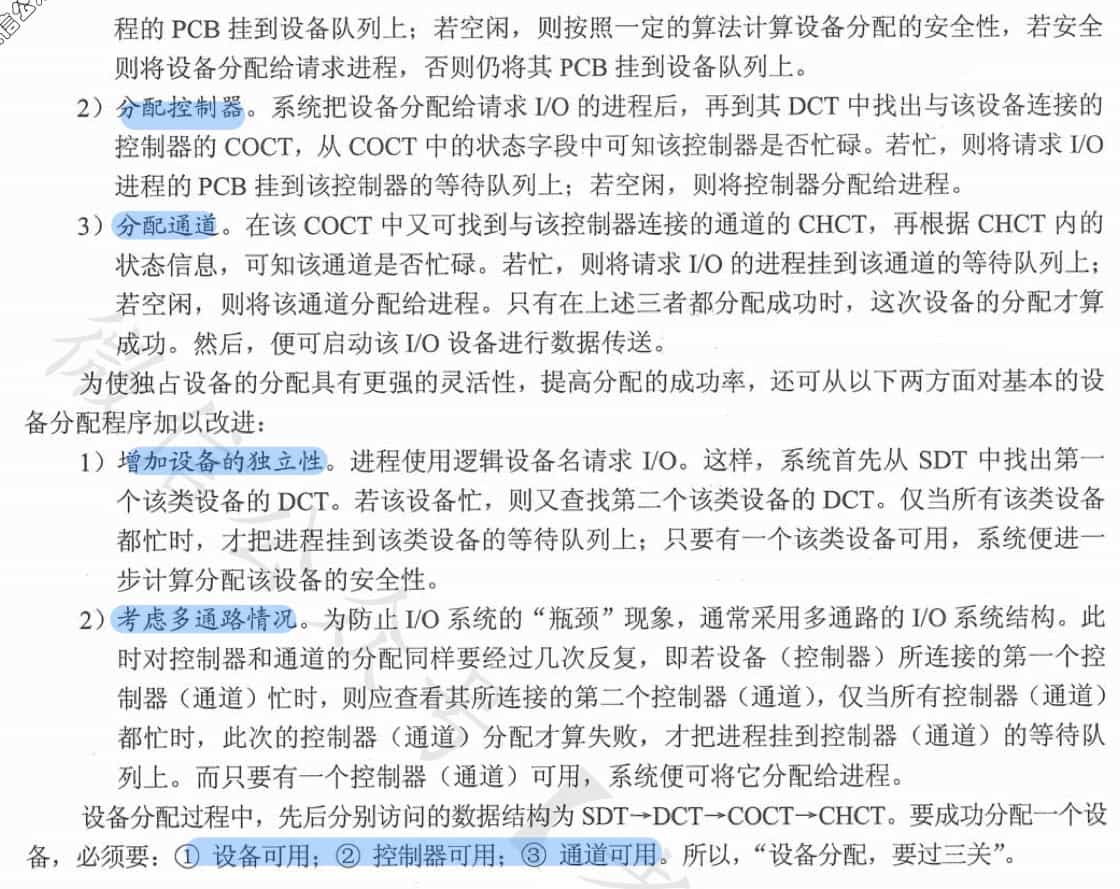 程的 PCB 挂到设备队列上；若空闲，则按照一定的算法计算设备分配的安全性，若安全
则将设备分配给请求进程，否则仍将其 PCB 挂到设备队列上。
2）分配控制器。系统把设备分配给请求 I/O 的进程后，再到其 DCT 中找出与该设备连接的
控制器的 COCT，从 COCT 中的状态字段中可知该控制器是否忙碌。若忙，则将请求 I/O
进程的 PCB 挂到该控制器的等待队列上；若空闲，则将控制器分配给进程。
3）分配通道。在该 COCT 中又可找到与该控制器连接的通道的 CHCT，再根据 CHCT 内的
状态信息，可知该通道是否忙碌。若忙，则将请求 I/O 的进程挂到该通道的等待队列上；
若空闲，则将该通道分配给进程。只有在上述三者都分配成功时，这次设备的分配才算
成功。然后，便可启动该 I/O 设备进行数据传送。
为使独占设备的分配具有更强的灵活性，提高分配的成功率，还可从以下两方面对基本的设
备分配程序加以改进：
1）增加设备的独立性。进程使用逻辑设备名请求 I/O。这样，系统首先从 SDT 中找出第一
个该类设备的 DCT。若该设备忙，则又查找第二个该类设备的 DCT。仅当所有该类设备
都忙时，才把进程挂到该类设备的等待队列上；只要有一个该类设备可用，系统便进一
步计算分配该设备的安全性。
2）考虑多通路情况。为防止 I/O 系统的“瓶颈”现象，通常采用多通路的 I/O 系统结构。此
时对控制器和通道的分配同样要经过几次反复，即若设备（控制器）所连接的第一个控
制器（通道）忙时，则应查看其所连接的第二个控制器（通道），仅当所有控制器（通道）
都忙时，此次的控制器（通道）分配才算失败，才把进程挂到控制器（通道）的等待队
列上。而只要有一个控制器（通道）可用，系统便可将它分配给进程。
设备分配过程中，先后分别访问的数据结构为 SDT→DCT→COCT→CHCT。要成功分配一个设
备，必须要：① 设备可用；② 控制器可用；③ 通道可用。所以，“设备分配，要过三关”。
微信公众号